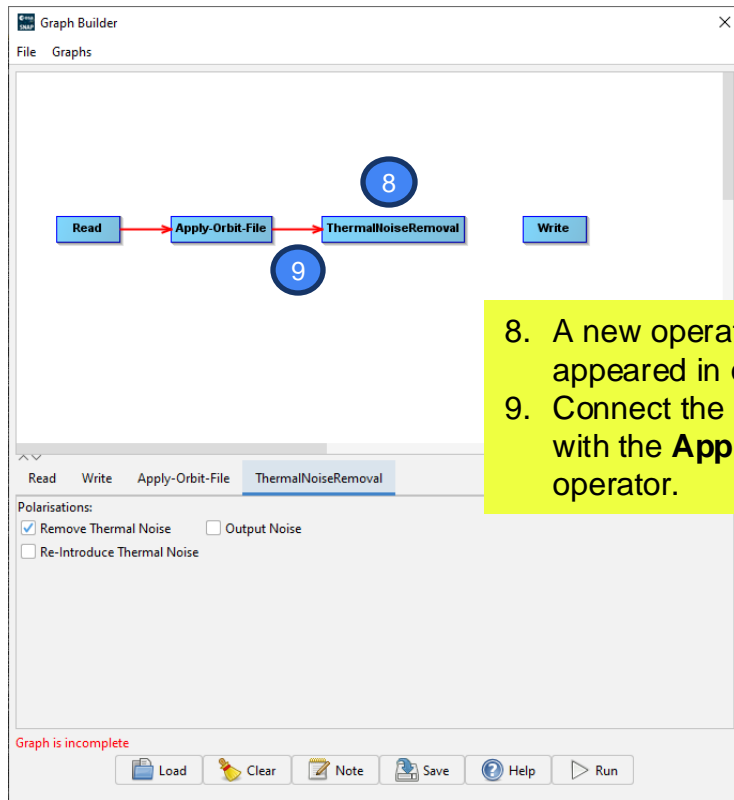 esa
SNAP
Graph Builder
File Graphs
8
Read
Apply-Orbit-File
ThermalNoiseRemoval
Write
9
8. A new
appeared in
9. Connect the
with the
operator.
Read Write Apply-Orbit-File ThermalNoiseRemoval
Polarisations:
Remove Thermal Noise Output Noise
Re-Introduce Thermal Noise
Graph is incomplete
Load Clear Note Save Help Run